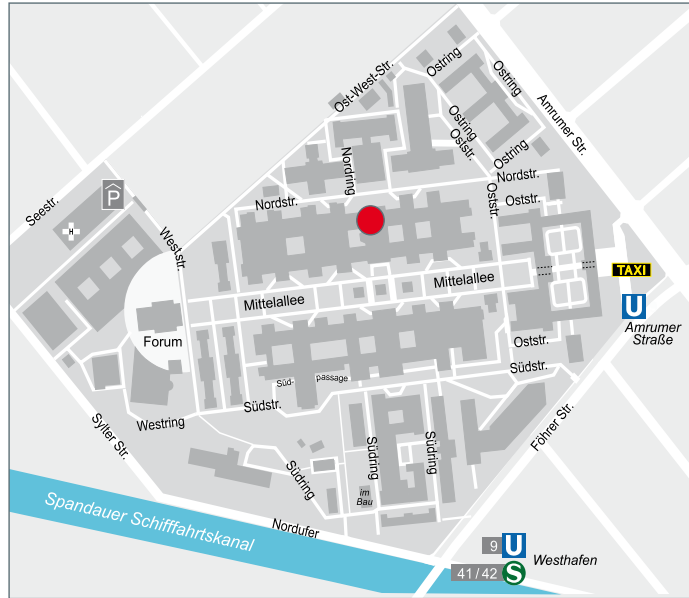 Ostring
Ostring
Ost-West-Str.
Amrumer Str.
Ostring
Oststr.
Ostring
Nordring
Nordstr.
Nordstr.
Oststr.
Oststr.
P
Seestr.
H
Weststr.
TAXI
Mittelallee
Mittelallee
U
Amrumer
Straße
Forum
Oststr.
Südstr.
Süd- passage
Südstr.
Westring
Föhrer Str.
Sylter Str.
Südring
Südring
Südring
im
Bau
Spandauer Schifffahrtskanal
Nordufer
9 U
Westhafen
41/42 S